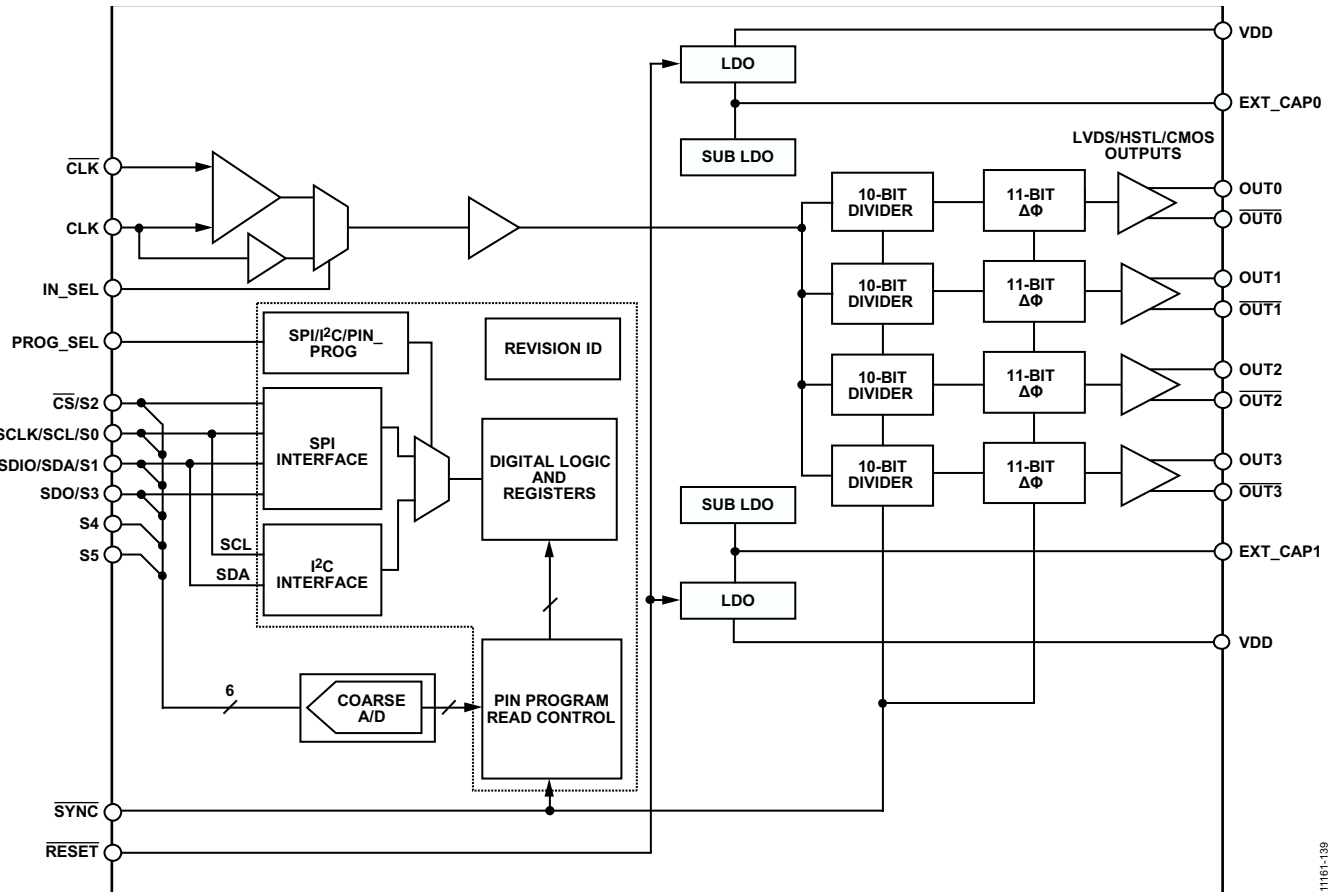 VDD
LDO
EXT_CAP0
SUB LDO
LVDS/HSTL/CMOS
OUTPUTS
CLK
CLK
IN_SEL
PROG_SEL
CS/S2
SCLK/SCL/S0
SDIO/SDA/S1
SDO/S3
S4
S5
SYNC
RESET
SPI/I²C/PIN_
PROG
REVISION ID
SPI
INTERFACE
DIGITAL LOGIC
AND
REGISTERS
SCL
SDA
I²C
INTERFACE
6
COARSE
A/D
PIN PROGRAM
READ CONTROL
10-BIT
DIVIDER
11-BIT
ΔΦ
OUT0
OUT0
10-BIT
DIVIDER
11-BIT
ΔΦ
OUT1
OUT1
10-BIT
DIVIDER
11-BIT
ΔΦ
OUT2
OUT2
10-BIT
DIVIDER
11-BIT
ΔΦ
OUT3
OUT3
SUB LDO
EXT_CAP1
LDO
VDD
11161-139